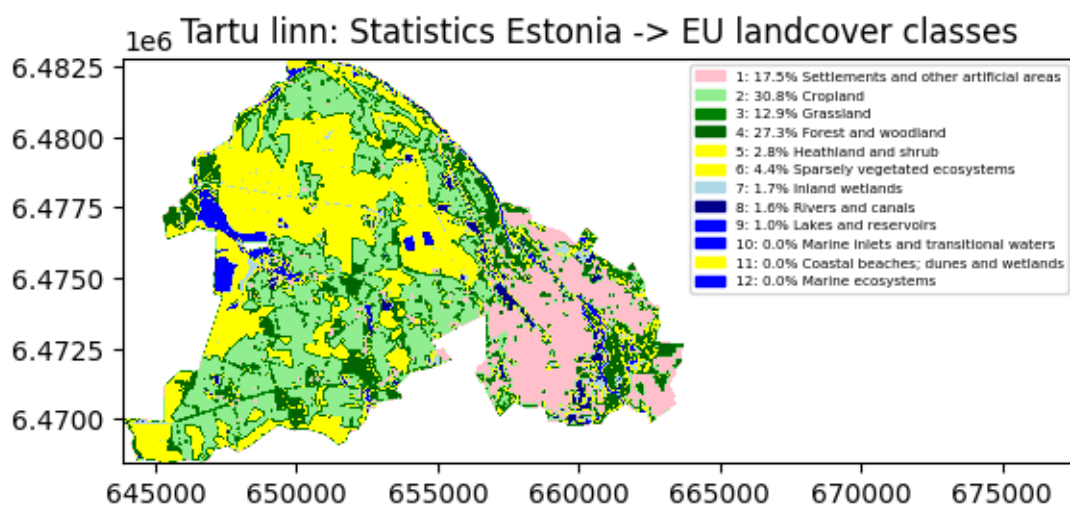 1e6
Tartu linn: Statistics Estonia -> EU landcover classes
6.4825
6.4800
6.4775
6.4750
6.4725
6.4700
1: 17.5% Settlements and other artificial areas
2: 30.8% Cropland
3: 12.9% Grassland
4: 27.3% Forest and woodland
5: 2.8% Heathland and shrub
6: 4.4% Sparsely vegetated ecosystems
7: 1.7% Inland wetlands
8: 1.6% Rivers and canals
9: 1.0% Lakes and reservoirs
10: 0.0% Marine inlets and transitional waters
11: 0.0% Coastal beaches; dunes and wetlands
12: 0.0% Marine ecosystems
645000 650000 655000 660000 665000 670000 675000